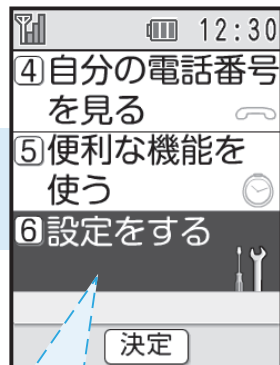 12:30
4 自分の電話番号
を見る
5 便利な機能を
使う
6 設定をする
決定